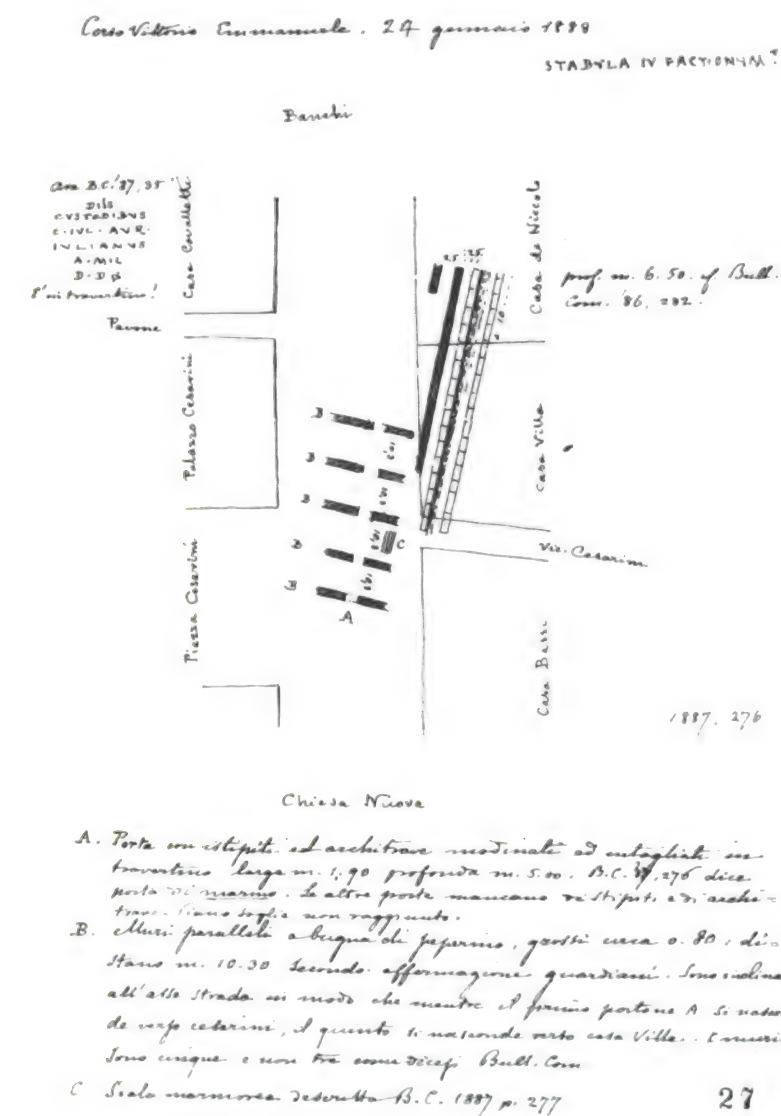 Corso Vittorio Emmanuele. 24 gennaio 1888
STABVLA IV FACTIONVM?
Banchi
Ara B.C. '87, 35
DIIS
CVSTODIBVS
C·IVL·AVR·
IVLIANVS
A·MIL
D·D
E' in travertino!
Casa Cavalletti
Pavone
Palazzo Cesarini
Piazza Cesarini
Casa de Niccola
prof. m. 6.50. cf Bull.
Com. '86, 282.
Casa Villa
Vic. Cesarini
Casa Bassi
B
B
B
B
B
C
A
1887, 276
Chiesa Nuova
A. Porta con istipiti ed architrave modinati ed intagliati in
travertino larga m. 1,90 profonda m. 5.00. B.C. 87, 276 dice
porta di marmo. Le altre porte mancano di stipiti e di archi=
trave. Piano soglie non raggiunto.
B. Muri paralleli a bugna di peperino, grossi circa 0.80; di=
stano m. 10.30 secondo affermazione guardiani. Sono inclinati
all'asse strada in modo che mentre il primo portone A si nascon
de verso cesarini, il quinto si nasconde verso casa Villa. I muri
sono cinque e non tre come dicesi Bull. Com
C Scala marmorea descritta B.C. 1887 p. 277
27